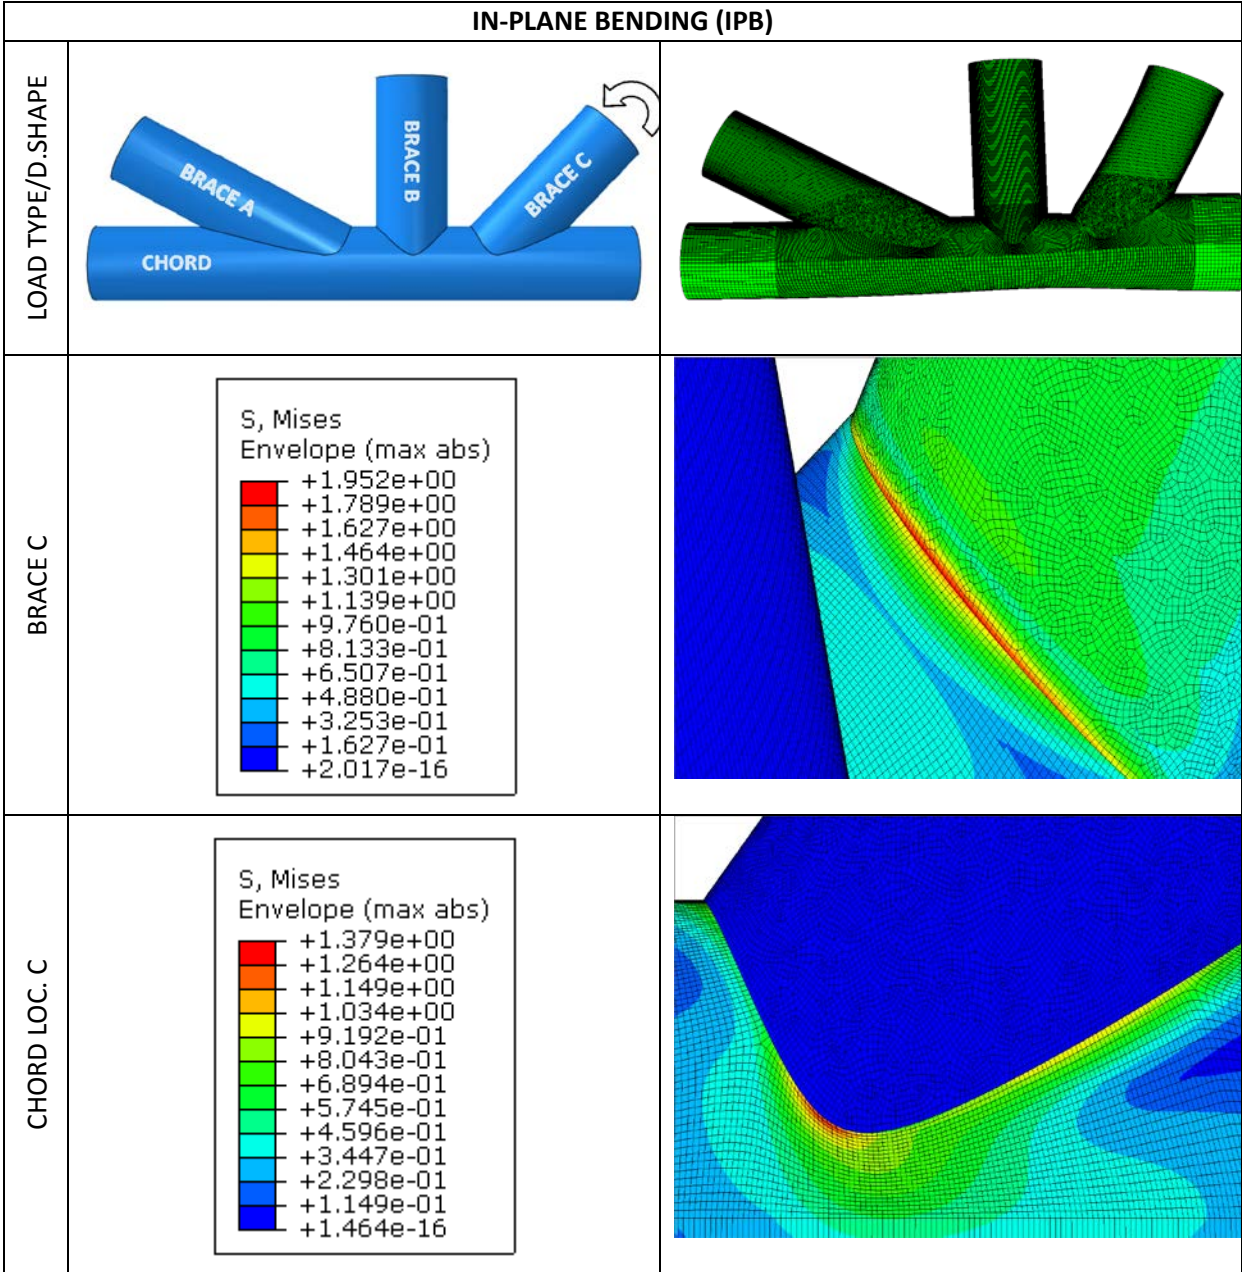 IN-PLANE BENDING (IPB)
LOAD TYPE/D.SHAPE
BRACE A
BRACE B
BRACE C
CHORD
BRACE C
S, Mises
Envelope (max abs)
+1.952e+00
+1.789e+00
+1.627e+00
+1.464e+00
+1.301e+00
+1.139e+00
+9.760e-01
+8.133e-01
+6.507e-01
+4.880e-01
+3.253e-01
+1.627e-01
+2.017e-16
CHORD LOC. C
S, Mises
Envelope (max abs)
+1.379e+00
+1.264e+00
+1.149e+00
+1.034e+00
+9.192e-01
+8.043e-01
+6.894e-01
+5.745e-01
+4.596e-01
+3.447e-01
+2.298e-01
+1.149e-01
+1.464e-16